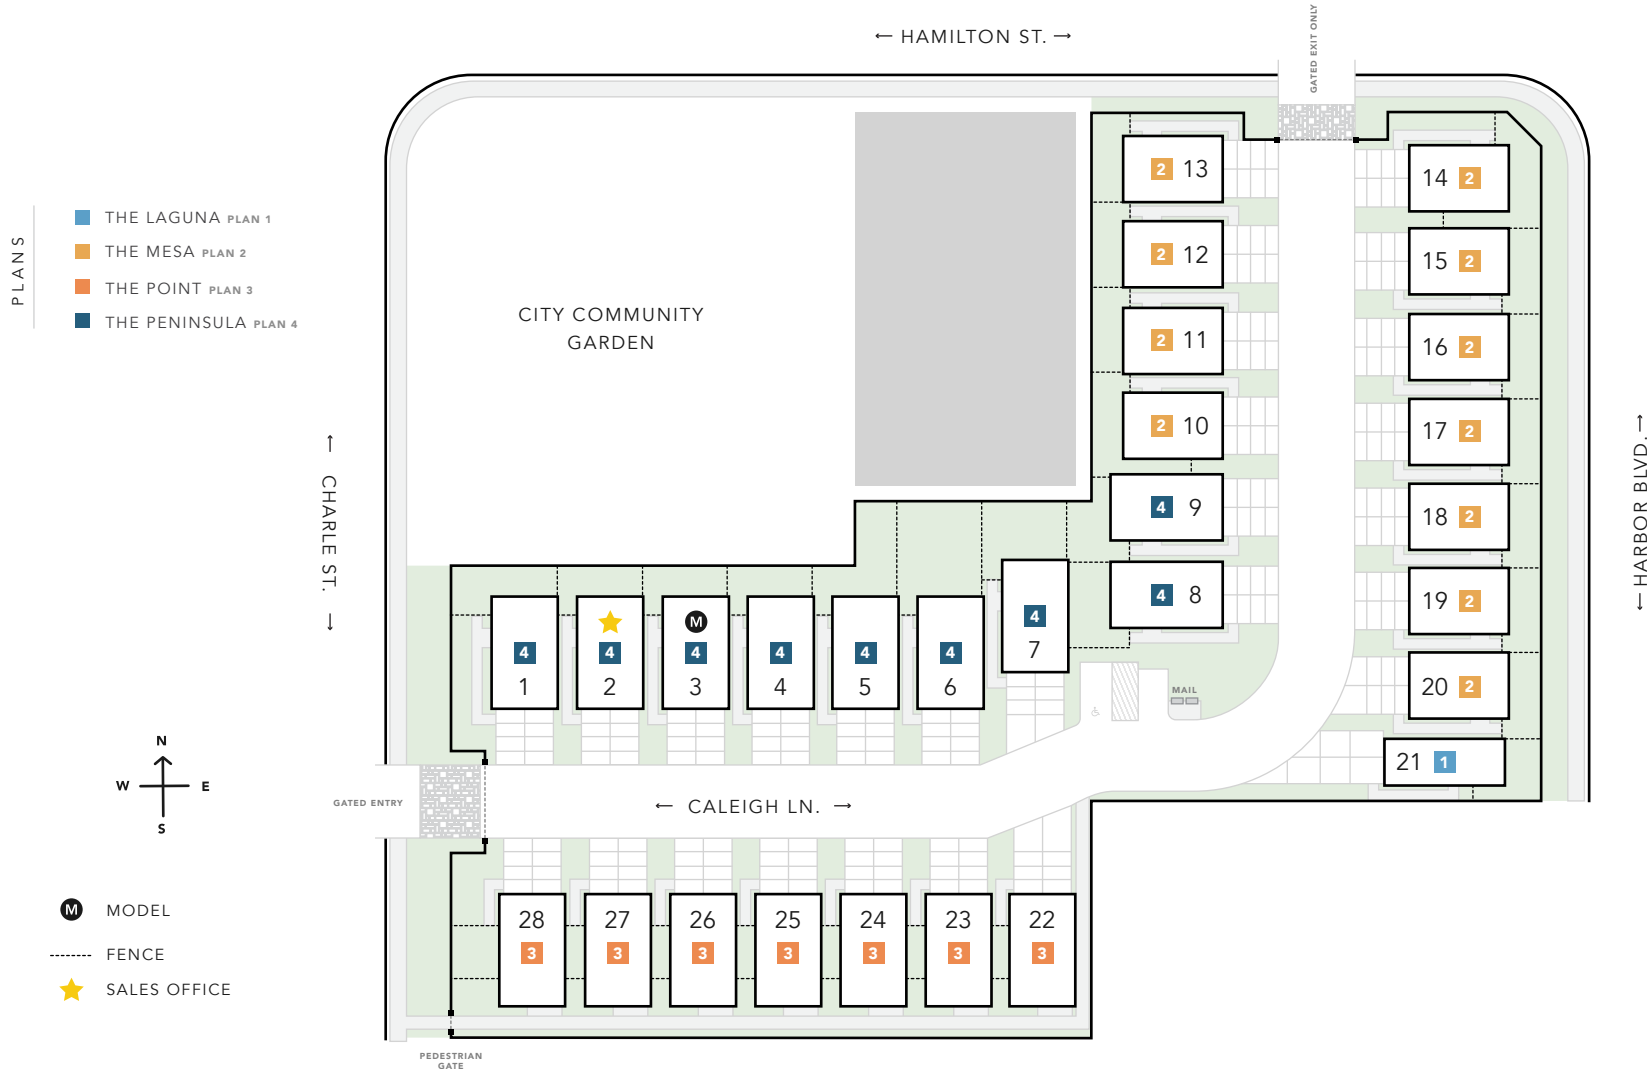 ← HAMILTON ST. →
GATED EXIT ONLY
PLANS
THE LAGUNA PLAN 1
THE MESA PLAN 2
THE POINT PLAN 3
THE PENINSULA PLAN 4
CITY COMMUNITY
GARDEN
2 13
2 12
2 11
2 10
4 9
4 8
14 2
15 2
16 2
17 2
18 2
19 2
20 2
21 1
← CHARLE ST. →
← HARBOR BLVD. →
4
1
4
2
M
4
3
4
4
4
5
4
6
4
7
MAIL
N
W E
S
GATED ENTRY
← CALEIGH LN. →
28
3
27
3
26
3
25
3
24
3
23
3
22
3
M MODEL
FENCE
SALES OFFICE
PEDESTRIAN
GATE